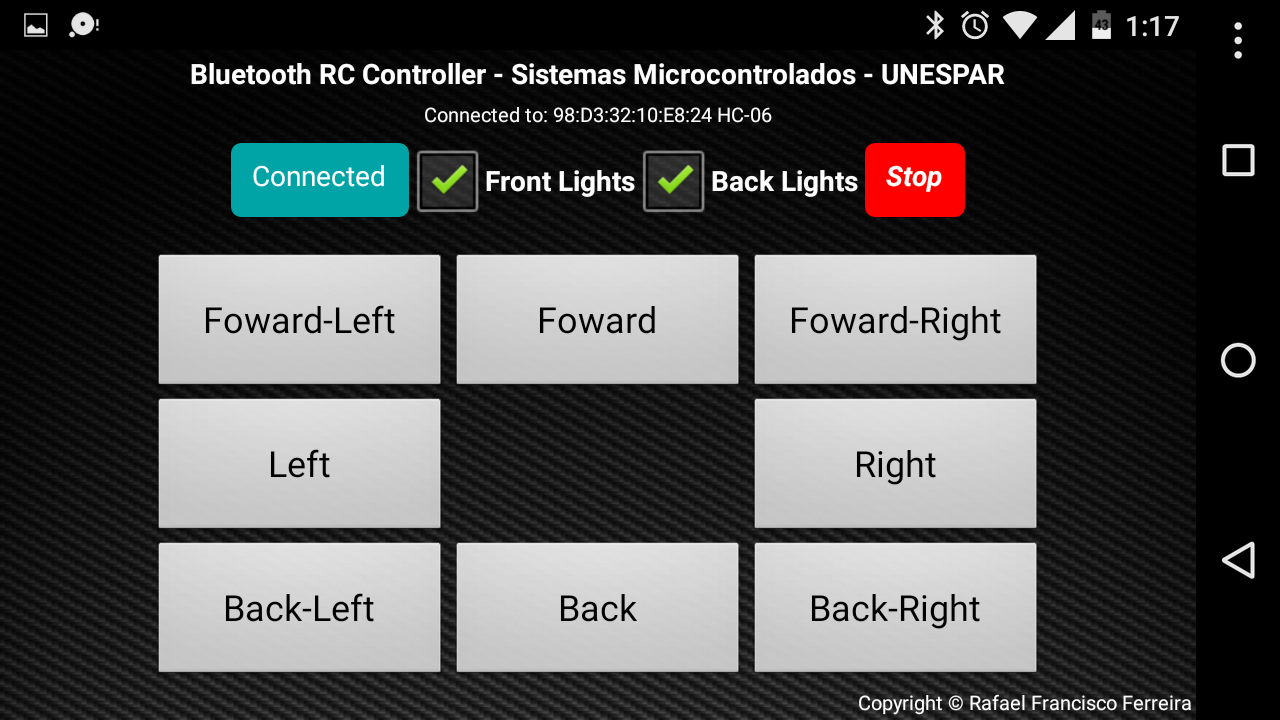 43 1:17
Bluetooth RC Controller - Sistemas Microcontrolados - UNESPAR
Connected to: 98:D3:32:10:E8:24 HC-06
Connected Front Lights Back Lights Stop
Foward-Left Foward Foward-Right
Left Right
Back-Left Back Back-Right
Copyright © Rafael Francisco Ferreira